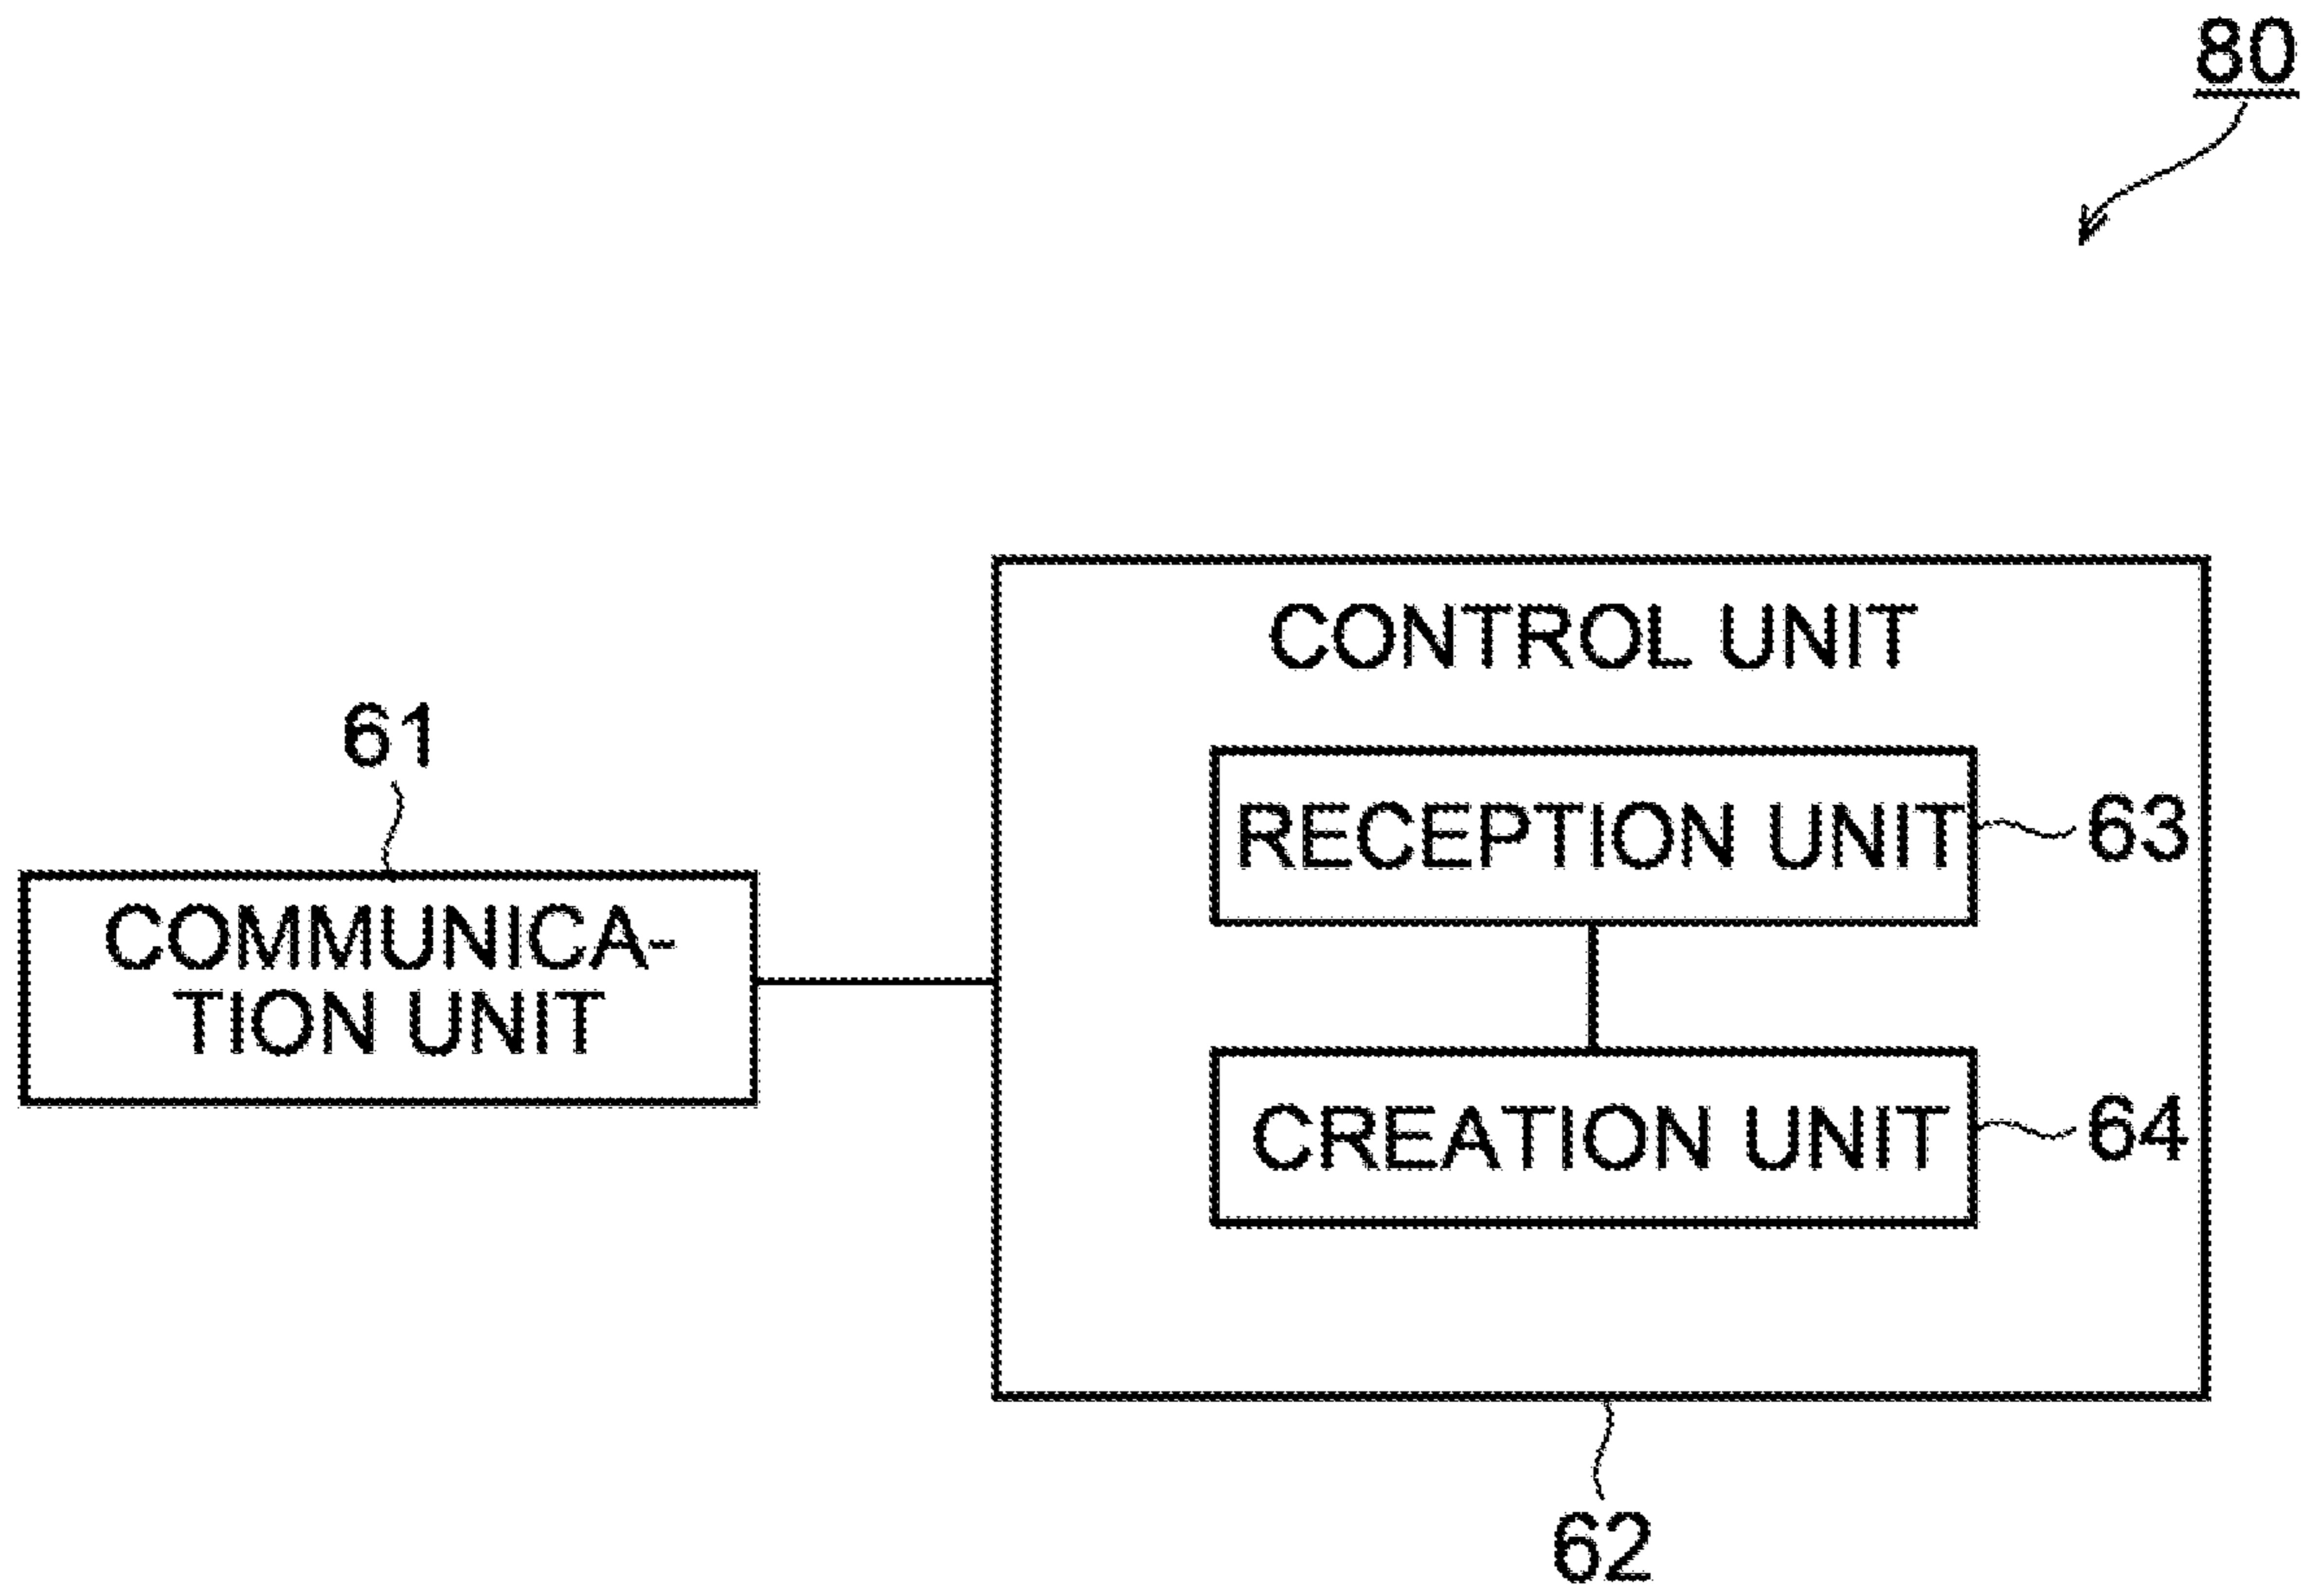 80
CONTROL UNIT
61
RECEPTION UNIT
63
COMMUNICA-
TION UNIT
CREATION UNIT
64
62